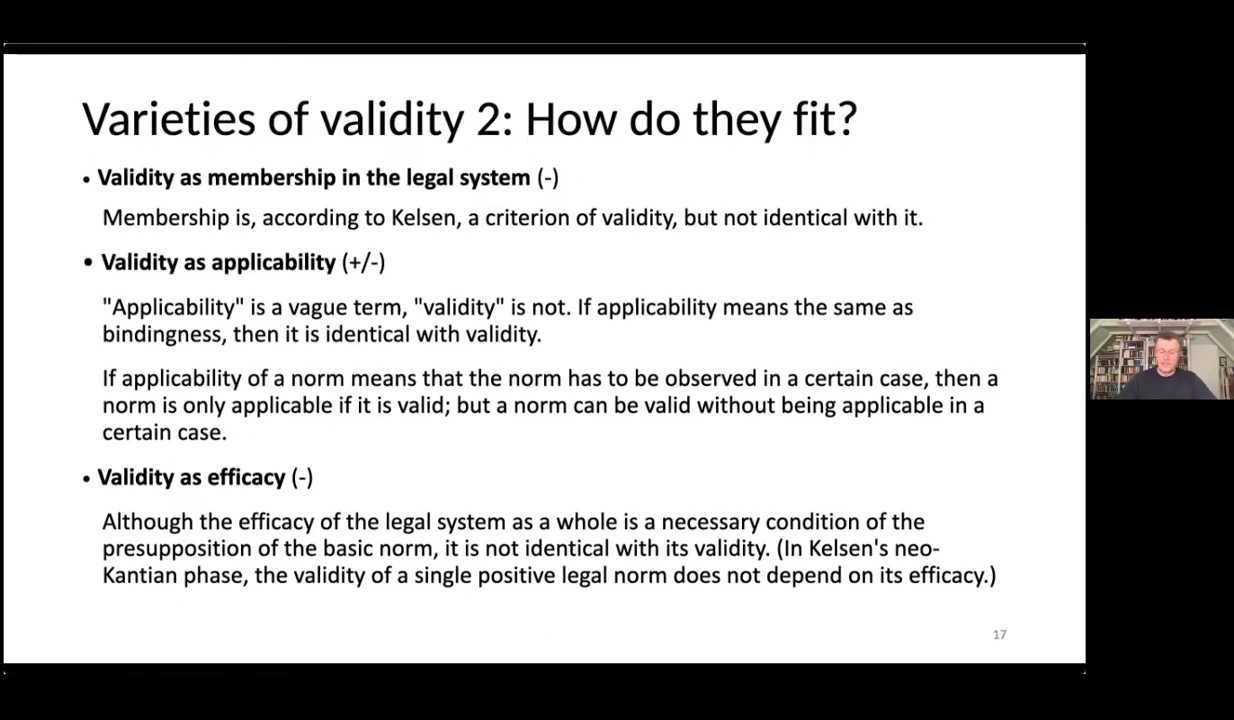 Varieties of validity 2: How do they fit?
• Validity as membership in the legal system (-)
Membership is, according to Kelsen, a criterion of validity, but not identical with it.
• Validity as applicability (+/-)
"Applicability" is a vague term, "validity" is not. If applicability means the same as
bindingness, then it is identical with validity.
If applicability of a norm means that the norm has to be observed in a certain case, then a
norm is only applicable if it is valid; but a norm can be valid without being applicable in a
certain case.
• Validity as efficacy (-)
Although the efficacy of the legal system as a whole is a necessary condition of the
presupposition of the basic norm, it is not identical with its validity. (In Kelsen's neo-
Kantian phase, the validity of a single positive legal norm does not depend on its efficacy.)
17